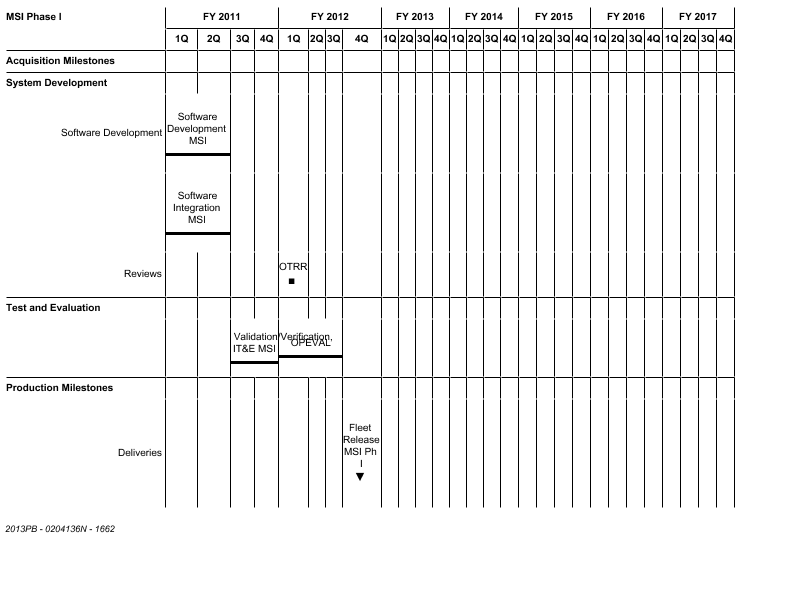 MSI Phase I FY 2011 FY 2012 FY 2013 FY 2014 FY 2015 FY 2016 FY 2017
1Q 2Q 3Q 4Q 1Q 2Q 3Q 4Q 1Q 2Q 3Q 4Q 1Q 2Q 3Q 4Q 1Q 2Q 3Q 4Q 1Q 2Q 3Q 4Q 1Q 2Q 3Q 4Q
Acquisition Milestones
System Development
Software Development
Software
Development
MSI
Software
Integration
MSI
Reviews
OTRR
Test and Evaluation
Validation/Verification,
IT&E MSI
OPEVAL
Production Milestones
Deliveries
Fleet
Release
MSI Ph
I
2013PB - 0204136N - 1662